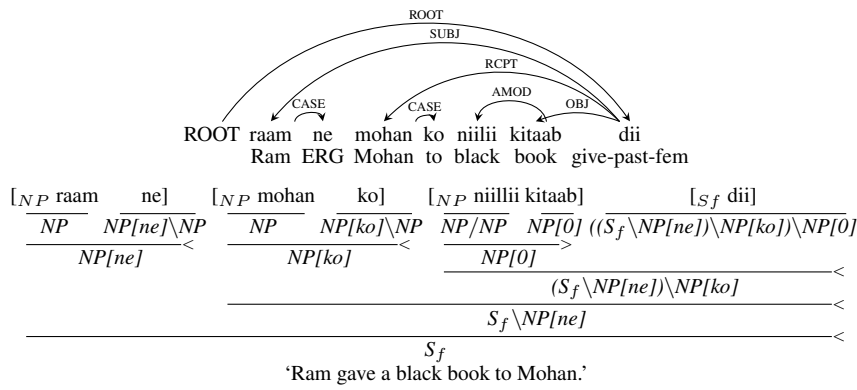 ROOT
SUBJ
RCPT
CASE CASE AMOD OBJ
ROOT raam ne mohan ko niilii kitaab dii
Ram ERG Mohan to black book give-past-fem
[NP raam ne] [NP mohan ko] [NP niillii kitaab] [Sf dii]
NP NP[ne]\NP NP NP[ko]\NP NP/NP NP[0] ((Sf\NP[ne])\NP[ko])\NP[0]
< < >
NP[ne] NP[ko] NP[0]
<
(Sf\NP[ne])\NP[ko]
<
Sf\NP[ne]
<
Sf
‘Ram gave a black book to Mohan.’